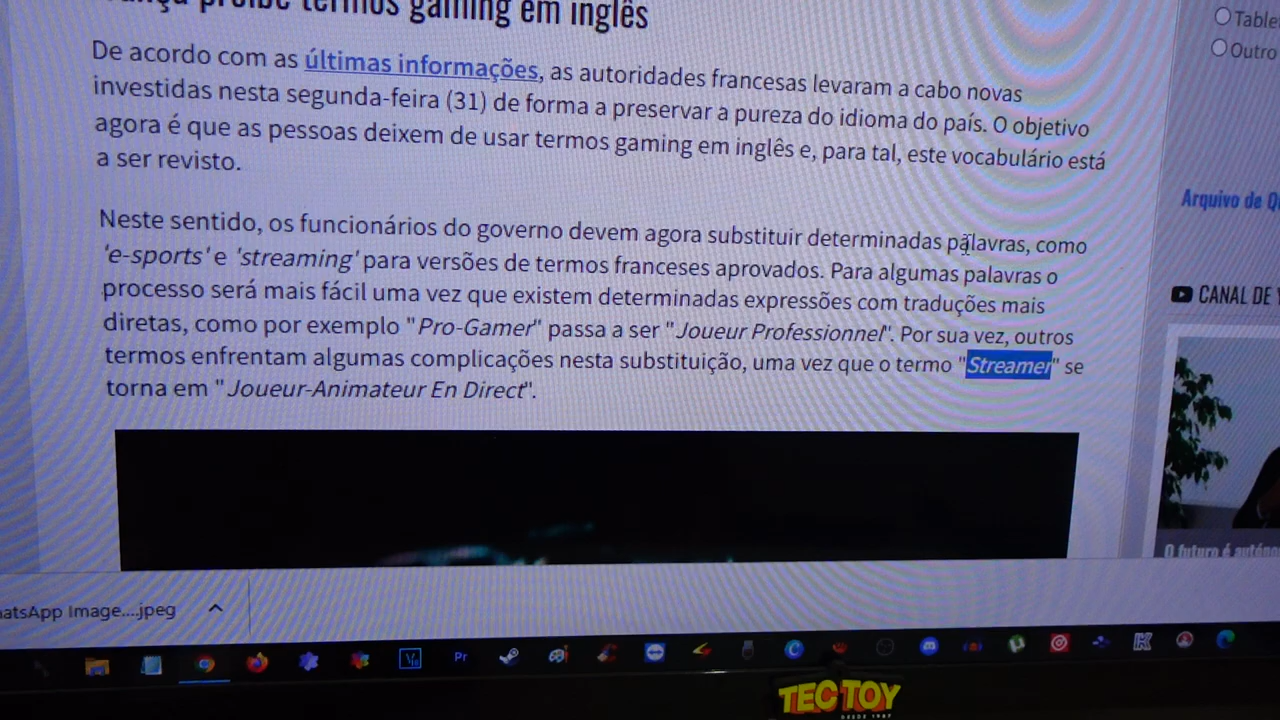 proibe termos gaming em inglês
De acordo com as últimas informações, as autoridades francesas levaram a cabo novas
investidas nesta segunda-feira (31) de forma a preservar a pureza do idioma do país. O objetivo
agora é que as pessoas deixem de usar termos gaming em inglês e, para tal, este vocabulário está
a ser revisto.
Neste sentido, os funcionários do governo devem agora substituir determinadas palavras, como
'e-sports' e 'streaming' para versões de termos franceses aprovados. Para algumas palavras o
processo será mais fácil uma vez que existem determinadas expressões com traduções mais
diretas, como por exemplo "Pro-Gamer" passa a ser "Joueur Professionnel". Por sua vez, outros
termos enfrentam algumas complicações nesta substituição, uma vez que o termo "Streamer" se
torna em "Joueur-Animateur En Direct".
Table
Outro
Arquivo de Q
CANAL DE
O futuro é
atsApp Image....jpeg
Pr
TECTOY
DESDE 1987